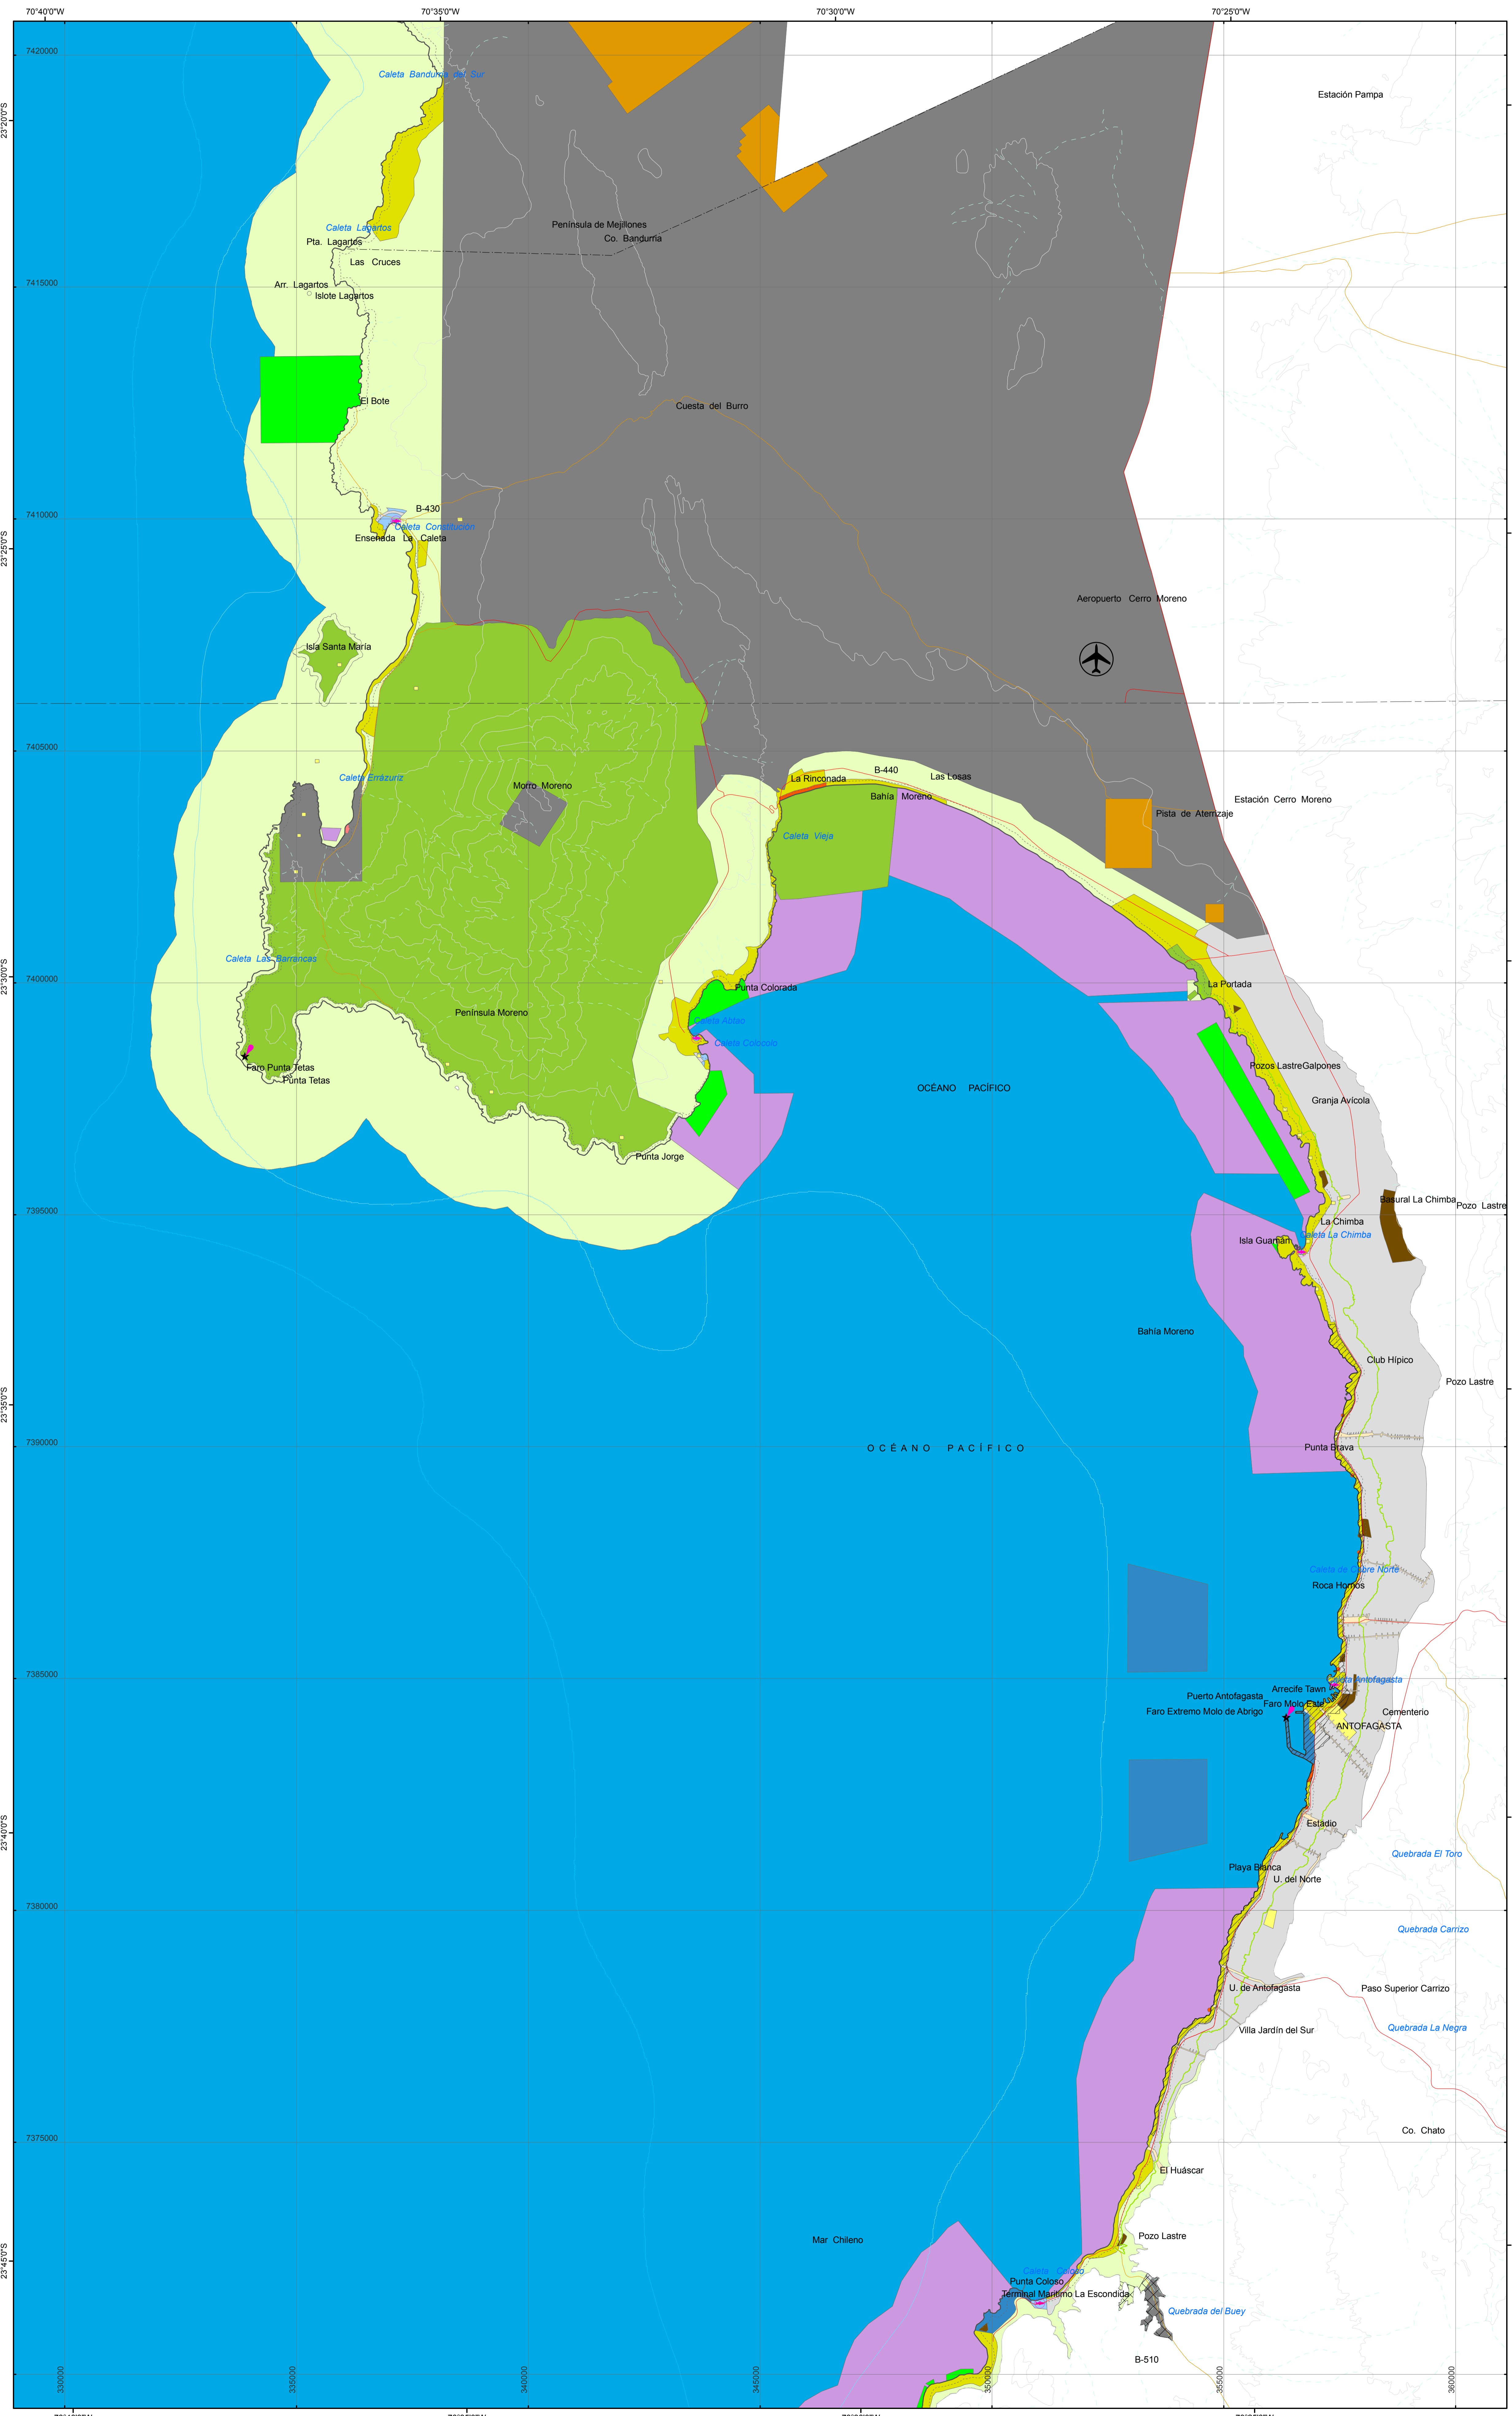 70°40'0"W
70°35'0"W
70°30'0"W
70°25'0"W
7420000
Caleta Bandurria del Sur
Estación Pampa
23°20'0"S
Península de Mejillones
Caleta Lagartos
Co. Bandurria
Pta. Lagartos
Las Cruces
Arr. Lagartos
7415000
Islote Lagartos
El Bote
Cuesta del Burro
B-430
7410000
Caleta Constitución
Ensenada La Caleta
23°25'0"S
Aeropuerto Cerro Moreno
Isla Santa María
7405000
B-440
Las Losas
La Rinconada
Caleta Errázuriz
Morro Moreno
Bahía Moreno
Estación Cerro Moreno
Pista de Aterrizaje
Caleta Vieja
Caleta Las Barrancas
23°30'0"S
7400000
La Portada
Punta Colorada
Península Moreno
Caleta Abtao
Caleta Colocolo
Faro Punta Tetas
Pozos Lastre
Galpones
Punta Tetas
OCÉANO PACÍFICO
Granja Avícola
Punta Jorge
Basural La Chimba
Pozo Lastre
7395000
La Chimba
Caleta La Chimba
Isla Guamán
Bahía Moreno
Club Hípico
Pozo Lastre
23°35'0"S
7390000
OCÉANO PACÍFICO
Punta Brava
Caleta de Cobre Norte
Roca Hornos
7385000
Caleta Antofagasta
Arrecife Tawn
Puerto Antofagasta
Faro Molo Este
Faro Extremo Molo de Abrigo
Cementerio
ANTOFAGASTA
23°40'0"S
Estadio
Quebrada El Toro
Playa Blanca
U. del Norte
7380000
Quebrada Carrizo
U. de Antofagasta
Paso Superior Carrizo
Villa Jardín del Sur
Quebrada La Negra
7375000
Co. Chato
El Huáscar
Mar Chileno
Pozo Lastre
23°45'0"S
Caleta Coloso
Punta Coloso
Terminal Marítimo La Escondida
Quebrada del Buey
B-510
330000
335000
340000
345000
350000
355000
360000